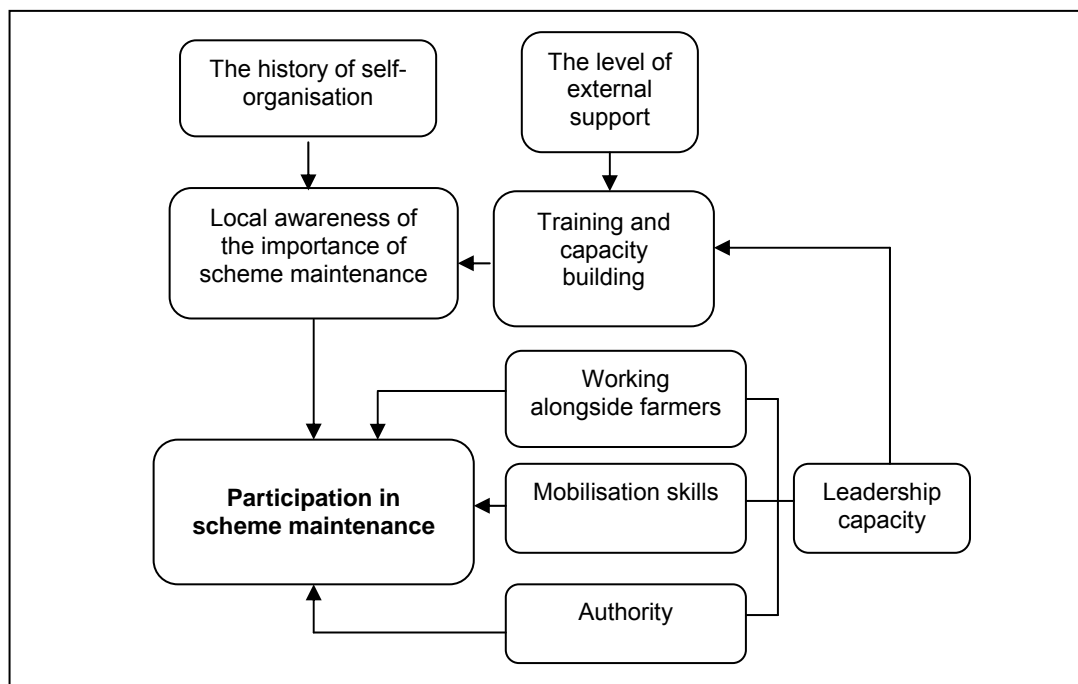 The history of self-
organisation
The level of
external
support
Local awareness of
the importance of
scheme maintenance
Training and
capacity
building
Working
alongside farmers
Participation in
scheme maintenance
Mobilisation skills
Leadership
capacity
Authority